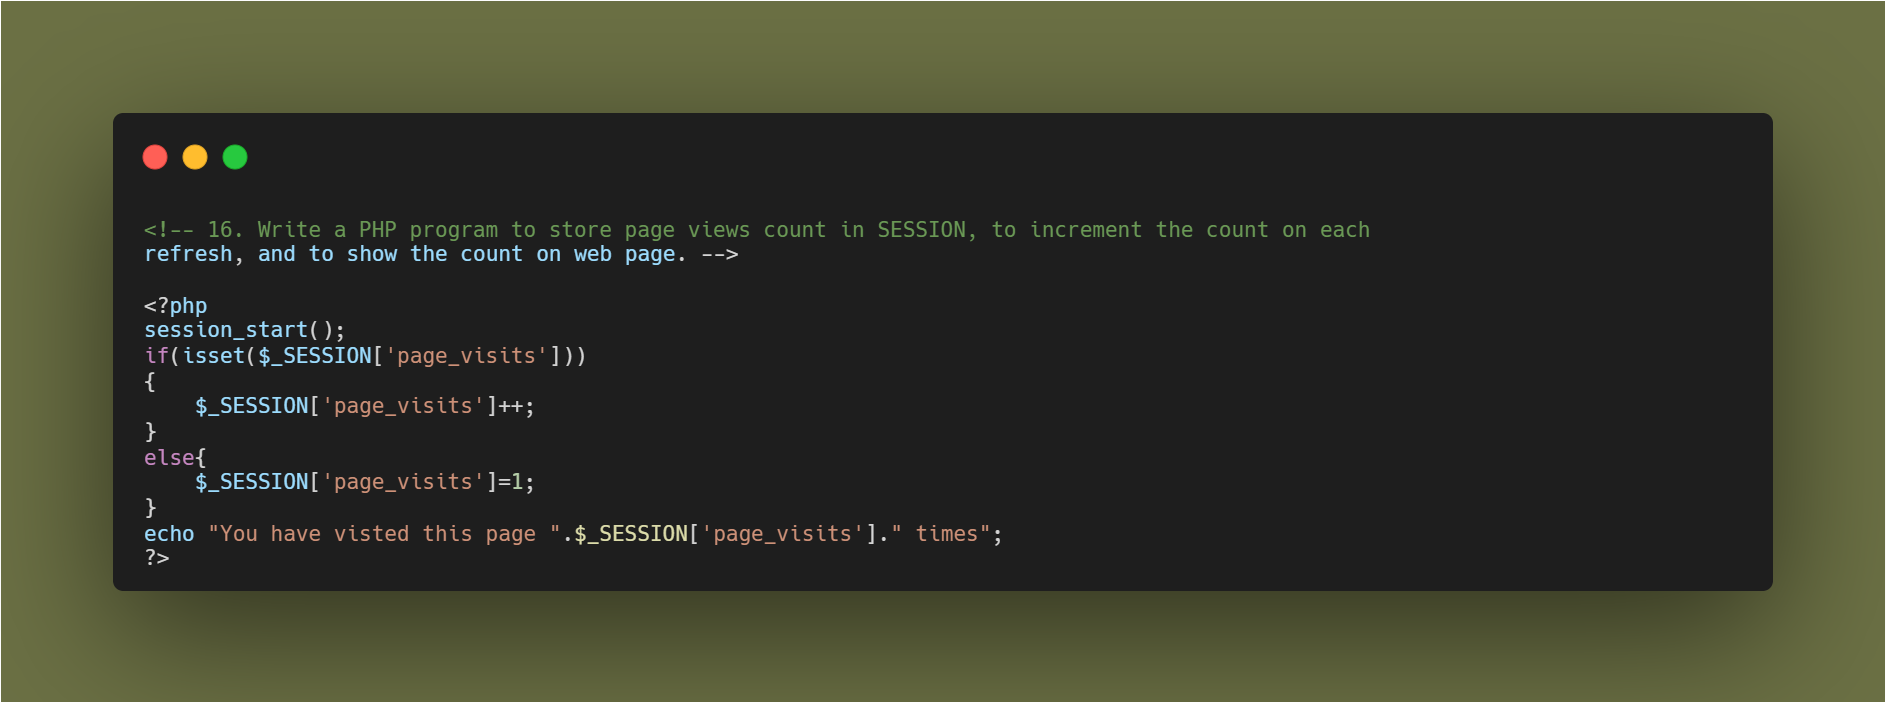 <!-- 16. Write a PHP program to store page views count in SESSION, to increment the count on each
refresh, and to show the count on web page. -->
<?php
session_start();
if(isset($_SESSION['page_visits']))
{
    $_SESSION['page_visits']++;
}
else{
    $_SESSION['page_visits']=1;
}
echo "You have visted this page ".$_SESSION['page_visits']." times";
?>